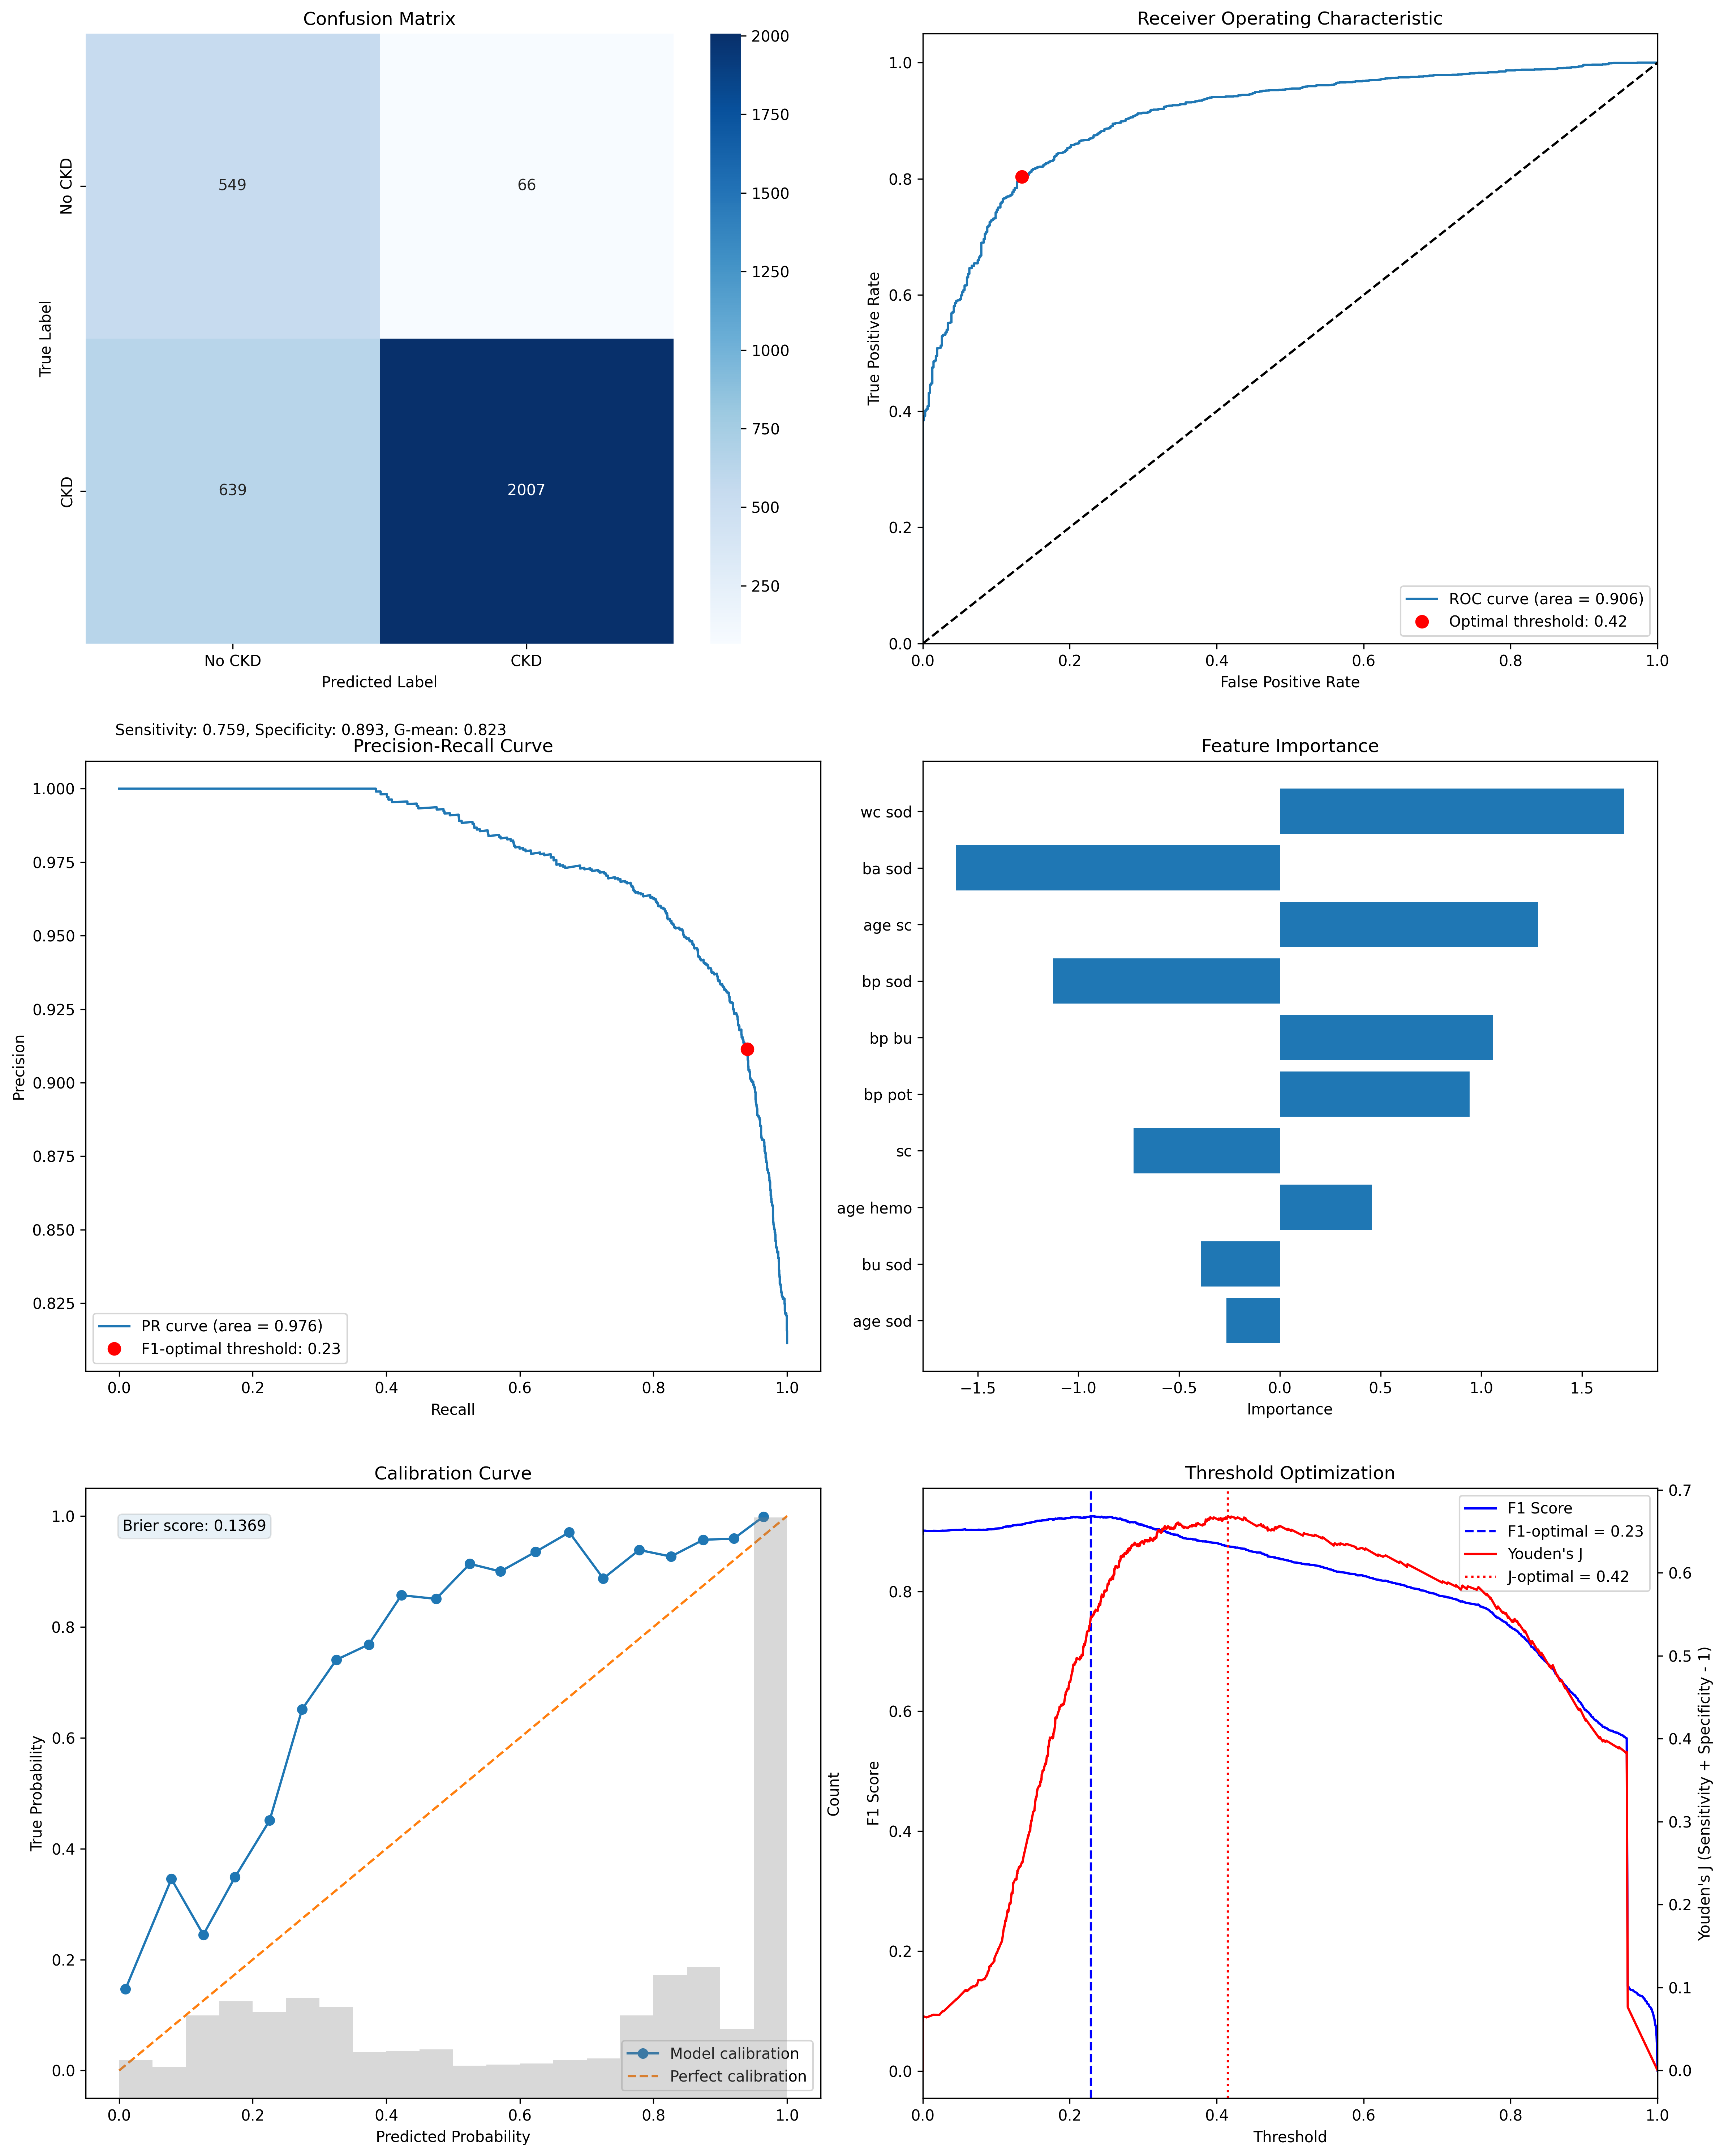 Confusion Matrix
No CKD
CKD
True Label
549
66
639
2007
No CKD
CKD
Predicted Label
2000
1750
1500
1250
1000
750
500
250
Sensitivity: 0.759, Specificity: 0.893, G-mean: 0.823
Receiver Operating Characteristic
True Positive Rate
1.0
0.8
0.6
0.4
0.2
0.0
0.0
0.2
0.4
0.6
0.8
1.0
False Positive Rate
ROC curve (area = 0.906)
Optimal threshold: 0.42
Precision-Recall Curve
Precision
1.000
0.975
0.950
0.925
0.900
0.875
0.850
0.825
PR curve (area = 0.976)
F1-optimal threshold: 0.23
0.0
0.2
0.4
0.6
0.8
1.0
Recall
Feature Importance
wc sod
ba sod
age sc
bp sod
bp bu
bp pot
sc
age hemo
bu sod
age sod
−1.5
−1.0
−0.5
0.0
0.5
1.0
1.5
Importance
Calibration Curve
Brier score: 0.1369
True Probability
1.0
0.8
0.6
0.4
0.2
0.0
Count
Model calibration
Perfect calibration
0.0
0.2
0.4
0.6
0.8
1.0
Predicted Probability
Threshold Optimization
F1 Score
F1-optimal = 0.23
Youden's J
J-optimal = 0.42
F1 Score
0.8
0.6
0.4
0.2
0.0
0.7
0.6
0.5
0.4
0.3
0.2
0.1
0.0
Youden's J (Sensitivity + Specificity - 1)
0.0
0.2
0.4
0.6
0.8
1.0
Threshold